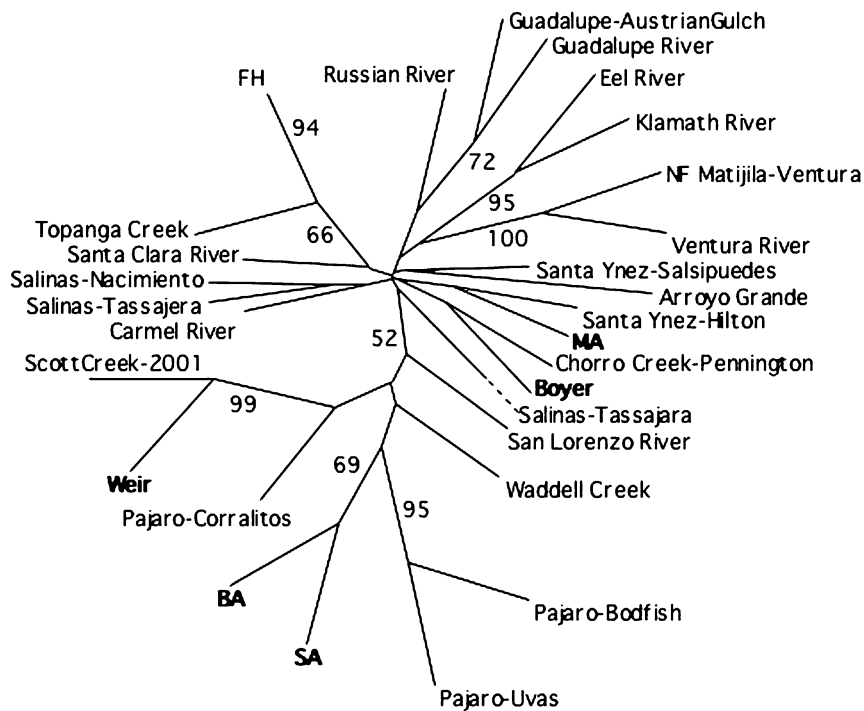 Guadalupe-AustrianGulch
Guadalupe River
FH
Russian River
Eel River
94
Klamath River
72
NF Matijila-Ventura
95
Topanga Creek
66
100
Ventura River
Santa Clara River
Santa Ynez-Salsipuedes
Salinas-Nacimiento
Arroyo Grande
Salinas-Tassajera
Santa Ynez-Hilton
Carmel River
52
MA
ScottCreek-2001
Chorro Creek-Pennington
Boyer
99
Salinas-Tassajara
San Lorenzo River
69
Weir
Waddell Creek
Pajaro-Corralitos
95
BA
Pajaro-Bodfish
SA
Pajaro-Uvas